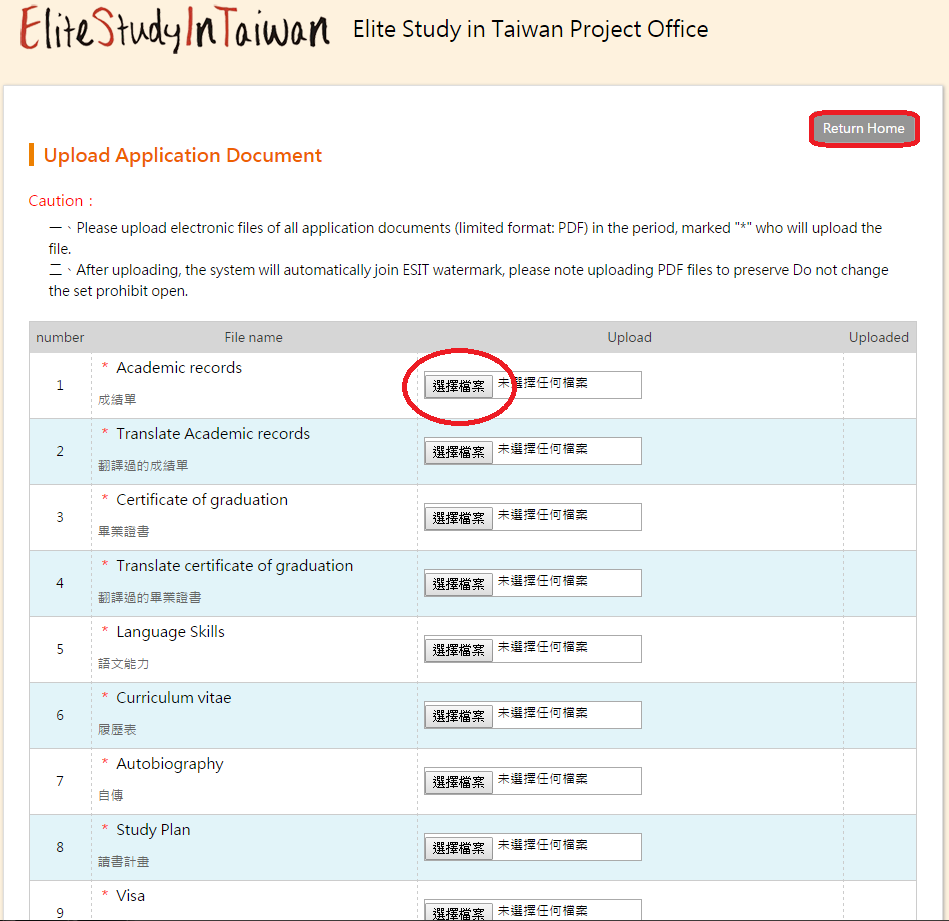 EliteStudyInTaiwan Elite Study in Taiwan Project Office
Return Home
Upload Application Document
Caution：
一、Please upload electronic files of all application documents (limited format: PDF) in the period, marked "*" who will upload the
file.
二、After uploading, the system will automatically join ESIT watermark, please note uploading PDF files to preserve Do not change
the set prohibit open.
number File name Upload Uploaded
1 * Academic records 選擇檔案 未選擇任何檔案
成績單
2 * Translate Academic records 選擇檔案 未選擇任何檔案
翻譯過的成績單
3 * Certificate of graduation 選擇檔案 未選擇任何檔案
畢業證書
4 * Translate certificate of graduation 選擇檔案 未選擇任何檔案
翻譯過的畢業證書
5 * Language Skills 選擇檔案 未選擇任何檔案
語文能力
6 * Curriculum vitae 選擇檔案 未選擇任何檔案
履歷表
7 * Autobiography 選擇檔案 未選擇任何檔案
自傳
8 * Study Plan 選擇檔案 未選擇任何檔案
讀書計畫
9 * Visa 選擇檔案 未選擇任何檔案